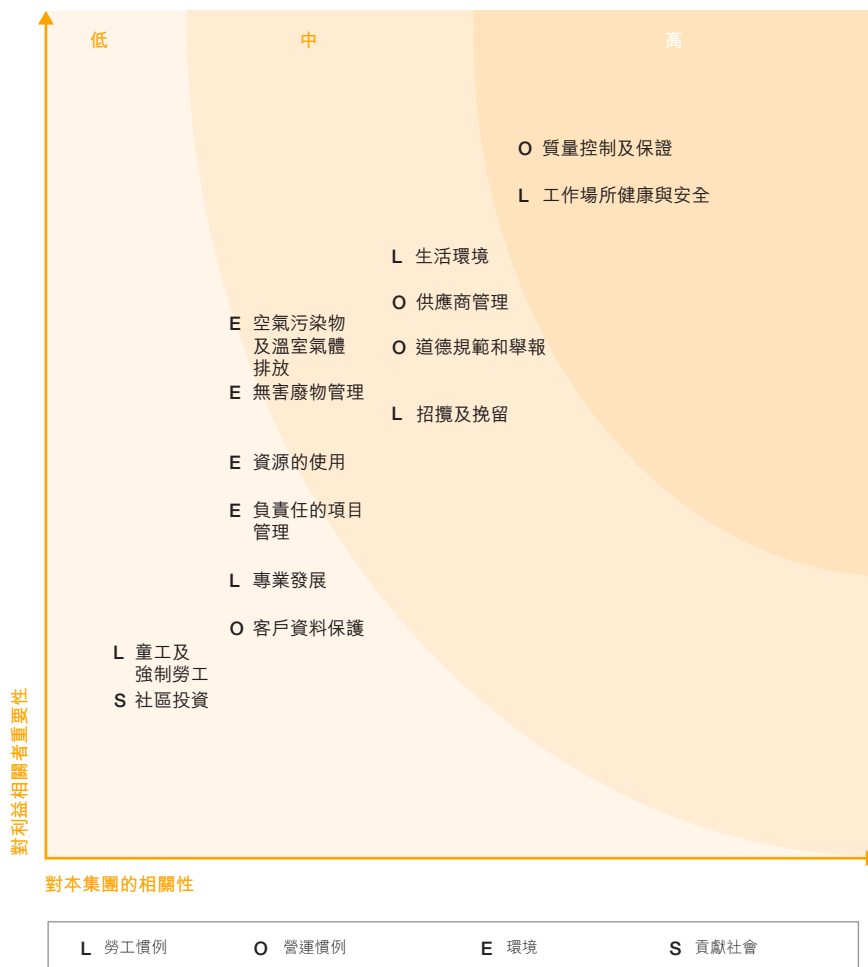 低 中 高
O 質量控制及保證
L 工作場所健康與安全
L 生活環境
O 供應商管理
E 空氣污染物
及溫室氣體
排放
O 道德規範和舉報
E 無害廢物管理
L 招攬及挽留
E 資源的使用
E 負責任的項目
管理
L 專業發展
O 客戶資料保護
L 童工及
強制勞工
S 社區投資
對利益相關者重要性
對本集團的相關性
L 勞工慣例 O 營運慣例 E 環境 S 貢獻社會